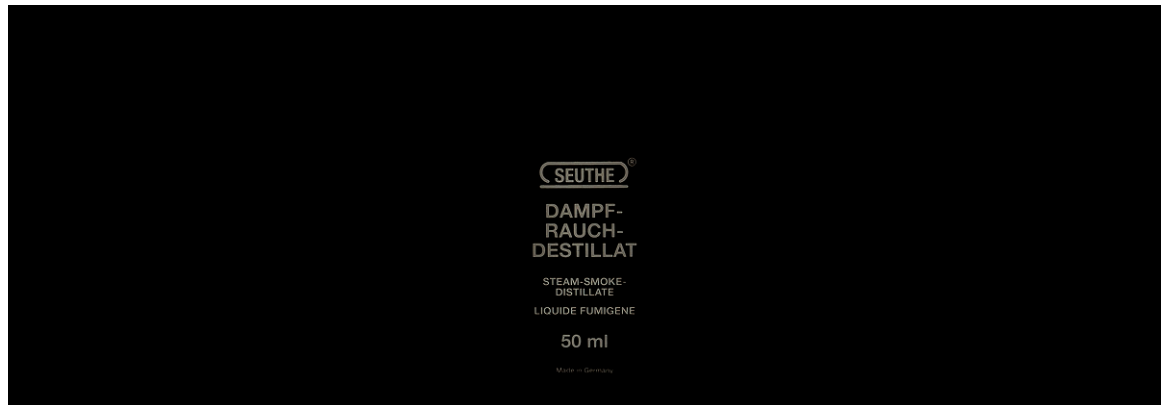 SEUTHE®
DAMPF-
RAUCH-
DESTILLAT
STEAM-SMOKE-
DISTILLATE
LIQUIDE FUMIGENE
50 ml
Made in Germany